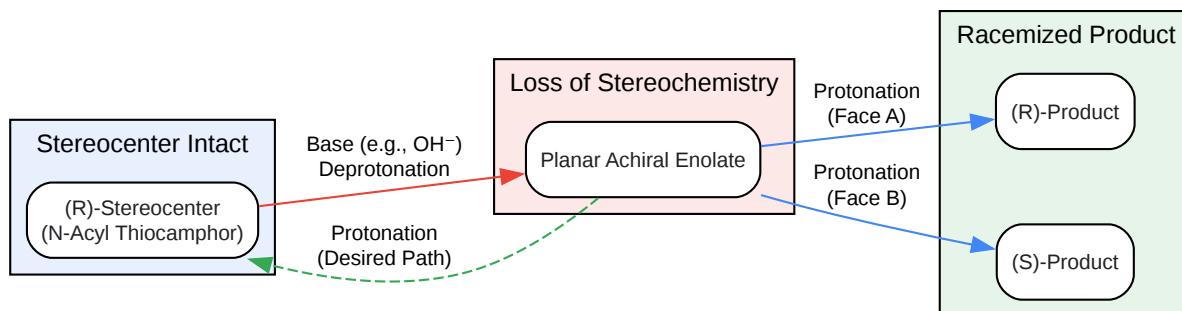 Stereocenter Intact
(R)-Stereocenter
(N-Acyl Thiocamphor)
Base (e.g., OH⁻)
Deprotonation
Protonation
(Desired Path)
Loss of Stereochemistry
Planar Achiral Enolate
Protonation
(Face A)
Protonation
(Face B)
Racemized Product
(R)-Product
(S)-Product